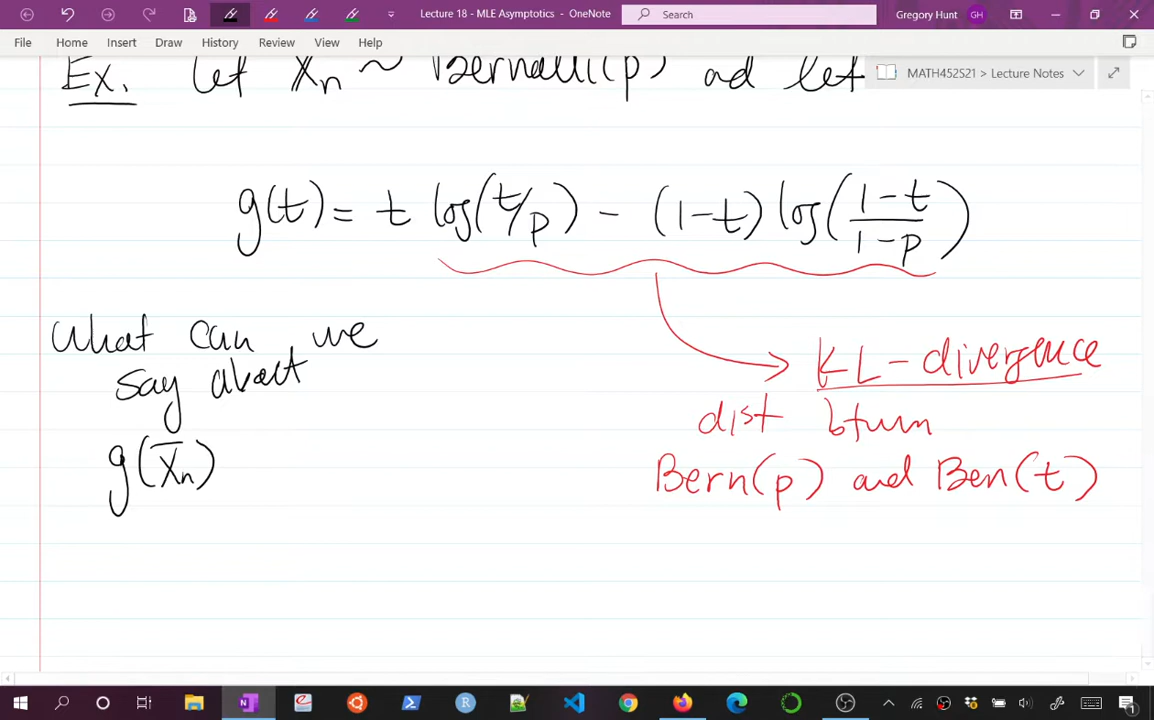 Lecture 18 - MLE Asymptotics - OneNote
Search
Gregory Hunt
GH
File Home Insert Draw History Review View Help
MATH452S21 > Lecture Notes
Ex. Let Xn ~ Bernoulli(p) ad let
g(t) = t log(t/p) - (1-t) log(1-t/1-p)
What can we
say about
g(X̄n)
KL-divergence
dist btwn
Bern(p) and Ben(t)